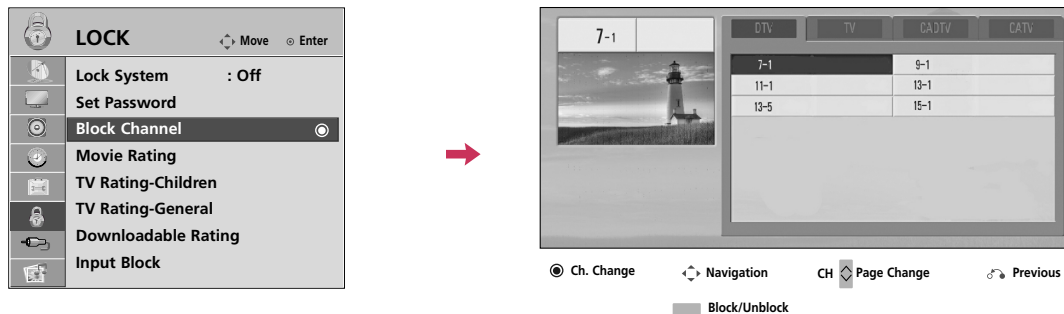 LOCK Move Enter
Lock System : Off
Set Password
Block Channel
Movie Rating
TV Rating-Children
TV Rating-General
Downloadable Rating
Input Block
7-1
DTV TV CADTV CATV
7-1 9-1
11-1 13-1
13-5 15-1
Ch. Change Navigation CH Page Change Previous
Block/Unblock